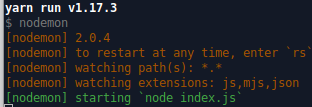 yarn run v1.17.3
$ nodemon
[nodemon] 2.0.4
[nodemon] to restart at any time, enter `rs`
[nodemon] watching path(s): *.*
[nodemon] watching extensions: js,mjs,json
[nodemon] starting `node index.js`